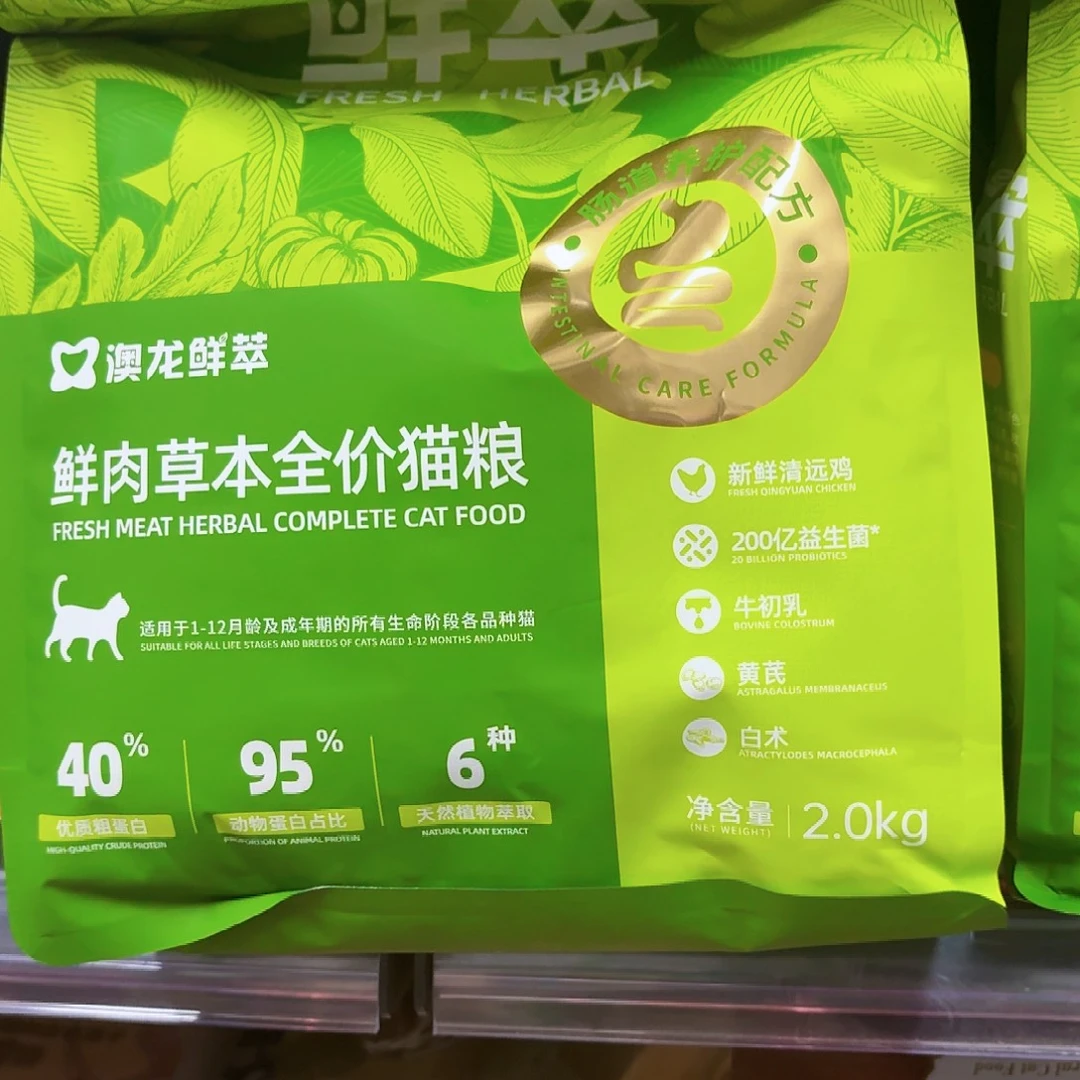 鲜萃
FRESH HERBAL
肠道养护配方
INTESTINAL CARE FORMULA
澳龙鲜萃
鲜肉草本全价猫粮
FRESH MEAT HERBAL COMPLETE CAT FOOD
适用于1-12月龄及成年期的所有生命阶段各品种猫
SUITABLE FOR ALL LIFE STAGES AND BREEDS OF CATS AGED 1-12 MONTHS AND ADULTS
新鲜清远鸡
FRESH QINGYUAN CHICKEN
200亿益生菌*
20 BILLION PROBIOTICS
牛初乳
BOVINE COLOSTRUM
黄芪
ASTRAGALUS MEMBRANACEUS
白术
ATRACTYLODES MACROCEPHALA
40%
优质粗蛋白
HIGH-QUALITY CRUDE PROTEIN
95%
动物蛋白占比
PROPORTION OF ANIMAL PROTEIN
6种
天然植物萃取
NATURAL PLANT EXTRACT
净含量 2.0kg
(NET WEIGHT)